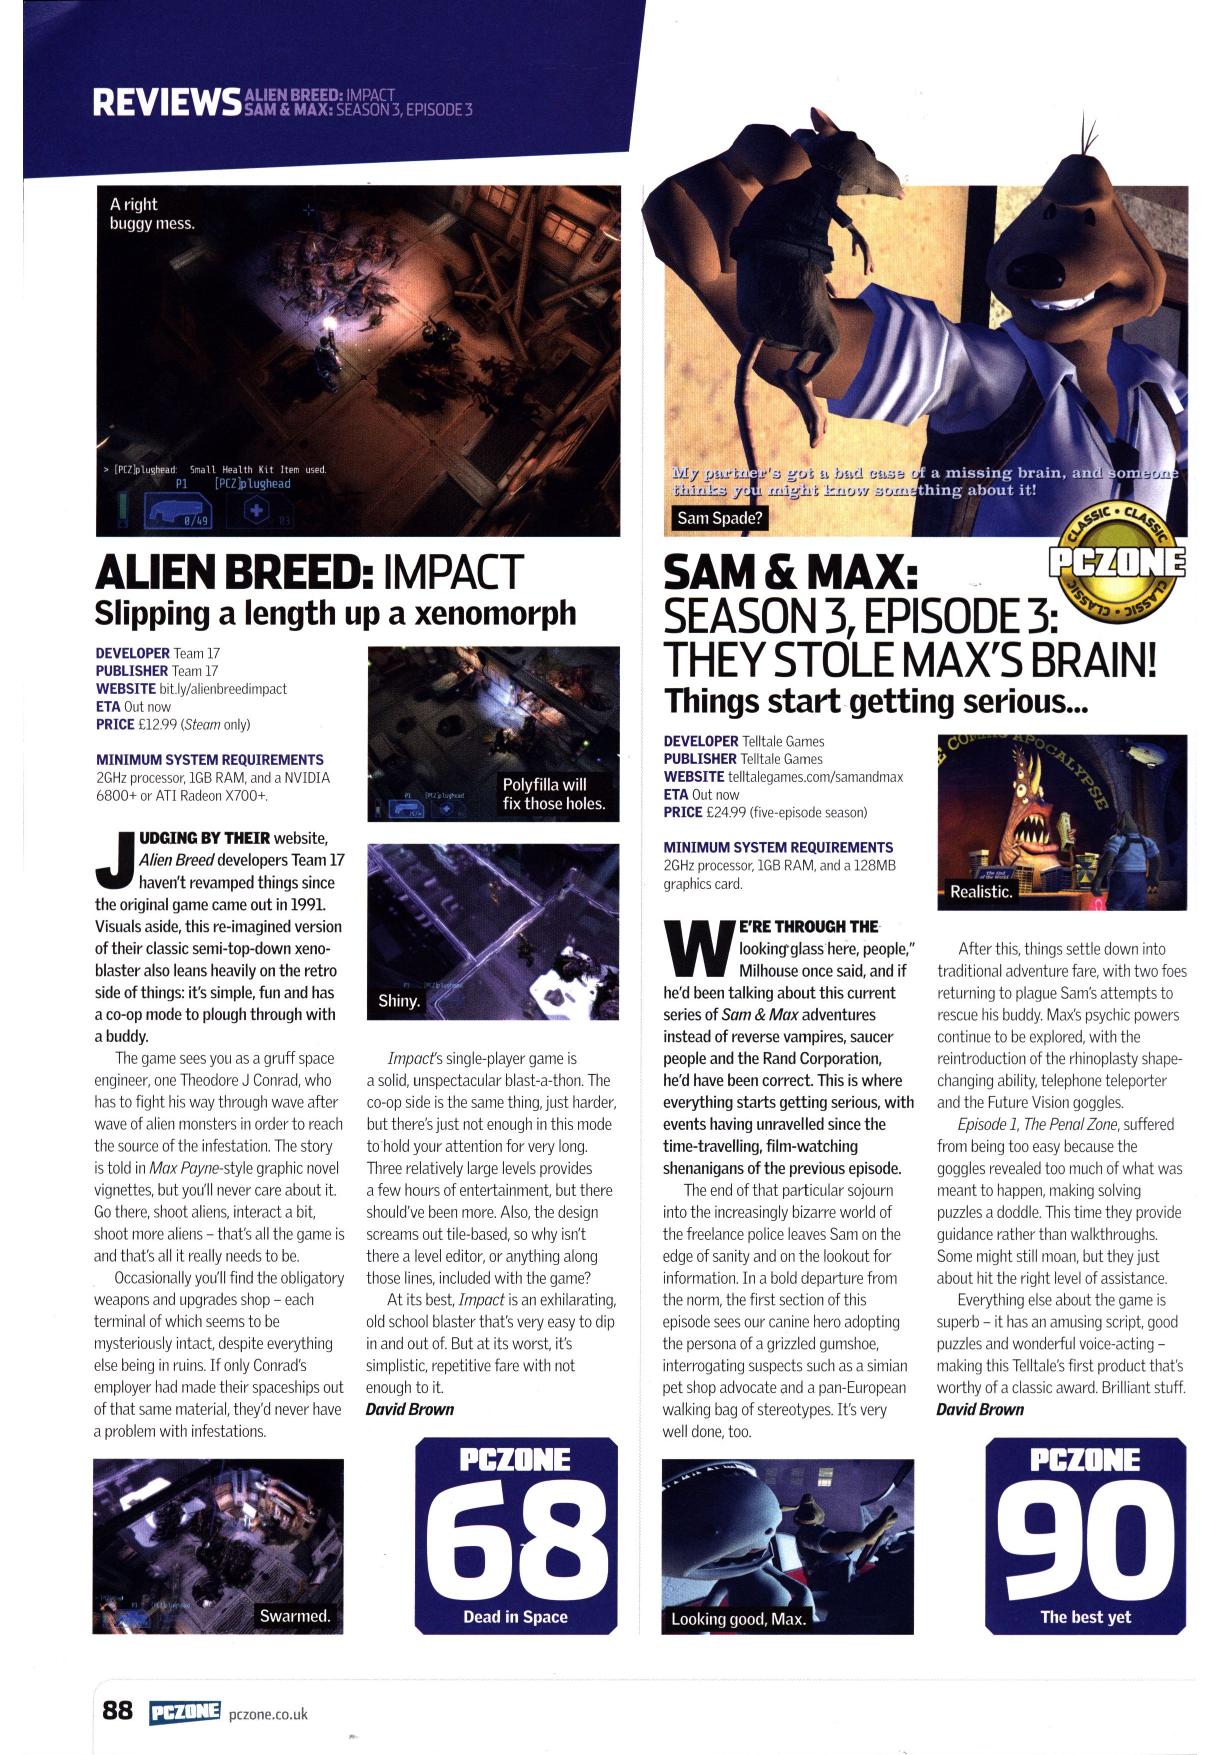 REVIEWS ALIEN BREED: IMPACT
SAM & MAX: SEASON 3, EPISODE 3
A right
buggy mess.
> [PCZ]plughead: Small Health Kit Item used.
P1 [PCZ]plughead
0/49
03
ALIEN BREED: IMPACT
Slipping a length up a xenomorph
DEVELOPER Team 17
PUBLISHER Team 17
WEBSITE bit.ly/alienbreedimpact
ETA Out now
PRICE £12.99 (Steam only)
MINIMUM SYSTEM REQUIREMENTS
2GHz processor, 1GB RAM, and a NVIDIA
6800+ or ATI Radeon X700+.
JUDGING BY THEIR website,
Alien Breed developers Team 17
haven't revamped things since
the original game came out in 1991.
Visuals aside, this re-imagined version
of their classic semi-top-down xeno-
blaster also leans heavily on the retro
side of things: it's simple, fun and has
a co-op mode to plough through with
a buddy.
The game sees you as a gruff space
engineer, one Theodore J Conrad, who
has to fight his way through wave after
wave of alien monsters in order to reach
the source of the infestation. The story
is told in Max Payne-style graphic novel
vignettes, but you'll never care about it.
Go there, shoot aliens, interact a bit,
shoot more aliens – that's all the game is
and that's all it really needs to be.
Occasionally you'll find the obligatory
weapons and upgrades shop – each
terminal of which seems to be
mysteriously intact, despite everything
else being in ruins. If only Conrad's
employer had made their spaceships out
of that same material, they'd never have
a problem with infestations.
Swarmed.
Polyfilla will
fix those holes.
Shiny.
Impact's single-player game is
a solid, unspectacular blast-a-thon. The
co-op side is the same thing, just harder,
but there's just not enough in this mode
to hold your attention for very long.
Three relatively large levels provides
a few hours of entertainment, but there
should've been more. Also, the design
screams out tile-based, so why isn't
there a level editor, or anything along
those lines, included with the game?
At its best, Impact is an exhilarating,
old school blaster that's very easy to dip
in and out of. But at its worst, it's
simplistic, repetitive fare with not
enough to it.
David Brown
PCZONE
68
Dead in Space
My partner's got a bad case of a missing brain, and someone
thinks you might know something about it!
Sam Spade?
CLASSIC • CLASSIC
PCZONE
CLASSIC • CLASSIC
SAM & MAX:
SEASON 3, EPISODE 3:
THEY STOLE MAX'S BRAIN!
Things start getting serious...
DEVELOPER Telltale Games
PUBLISHER Telltale Games
WEBSITE telltalegames.com/samandmax
ETA Out now
PRICE £24.99 (five-episode season)
MINIMUM SYSTEM REQUIREMENTS
2GHz processor, 1GB RAM, and a 128MB
graphics card.
WE'RE THROUGH THE
looking glass here, people,"
Milhouse once said, and if
he'd been talking about this current
series of Sam & Max adventures
instead of reverse vampires, saucer
people and the Rand Corporation,
he'd have been correct. This is where
everything starts getting serious, with
events having unravelled since the
time-travelling, film-watching
shenanigans of the previous episode.
The end of that particular sojourn
into the increasingly bizarre world of
the freelance police leaves Sam on the
edge of sanity and on the lookout for
information. In a bold departure from
the norm, the first section of this
episode sees our canine hero adopting
the persona of a grizzled gumshoe,
interrogating suspects such as a simian
pet shop advocate and a pan-European
walking bag of stereotypes. It's very
well done, too.
Looking good, Max.
COMING APOCALYPSE
Realistic.
After this, things settle down into
traditional adventure fare, with two foes
returning to plague Sam's attempts to
rescue his buddy. Max's psychic powers
continue to be explored, with the
reintroduction of the rhinoplasty shape-
changing ability, telephone teleporter
and the Future Vision goggles.
Episode 1, The Penal Zone, suffered
from being too easy because the
goggles revealed too much of what was
meant to happen, making solving
puzzles a doddle. This time they provide
guidance rather than walkthroughs.
Some might still moan, but they just
about hit the right level of assistance.
Everything else about the game is
superb – it has an amusing script, good
puzzles and wonderful voice-acting –
making this Telltale's first product that's
worthy of a classic award. Brilliant stuff.
David Brown
PCZONE
90
The best yet
88 PCZONE pczone.co.uk